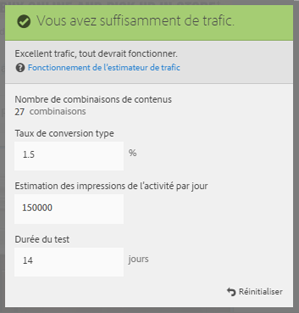 Vous avez suffisamment de trafic.
Excellent trafic, tout devrait fonctionner.
Fonctionnement de l'estimateur de trafic
Nombre de combinaisons de contenus
27 combinaisons
Taux de conversion type
1.5 %
Estimation des impressions de l'activité par jour
150000
Durée du test
14 jours
Réinitialiser